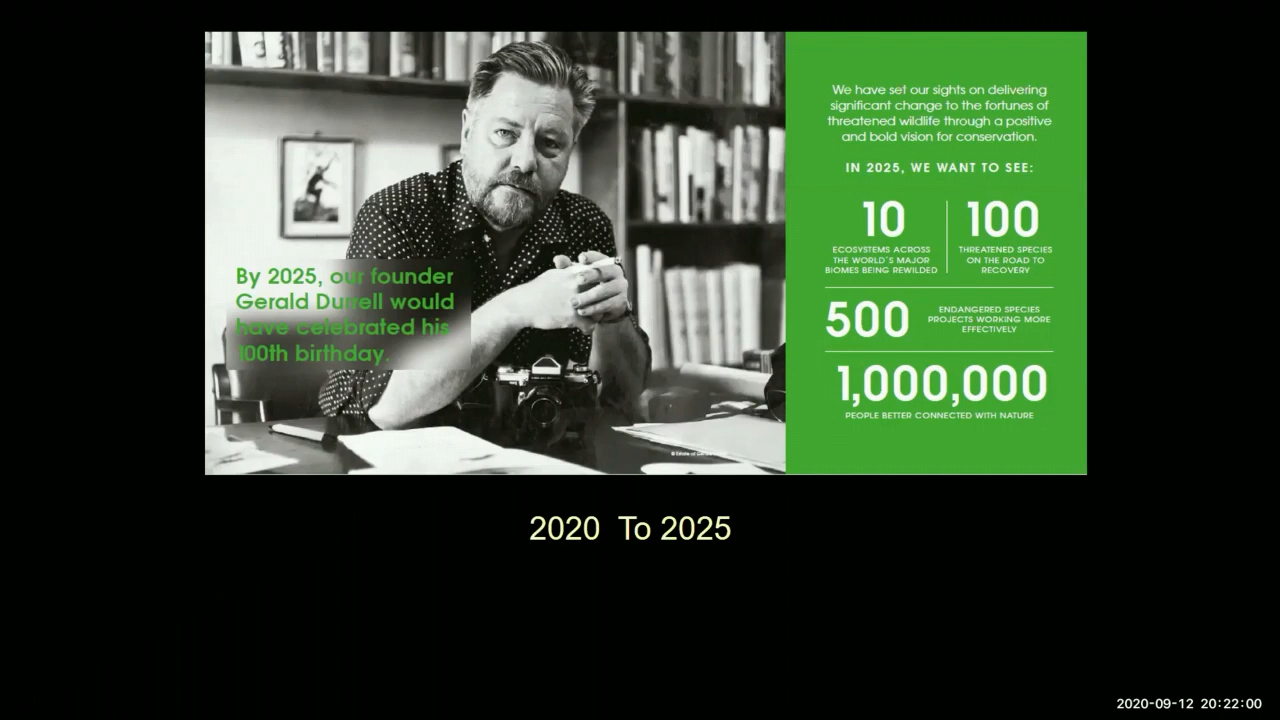 By 2025, our founder
Gerald Durrell would
have celebrated his
100th birthday.
We have set our sights on delivering
significant change to the fortunes of
threatened wildlife through a positive
and bold vision for conservation.
IN 2025, WE WANT TO SEE:
10
ECOSYSTEMS ACROSS
THE WORLD'S MAJOR
BIOMES BEING REWILDED
100
THREATENED SPECIES
ON THE ROAD TO
RECOVERY
500
ENDANGERED SPECIES
PROJECTS WORKING MORE
EFFECTIVELY
1,000,000
PEOPLE BETTER CONNECTED WITH NATURE
© Estate of
2020 To 2025
2020-09-12 20:22:00